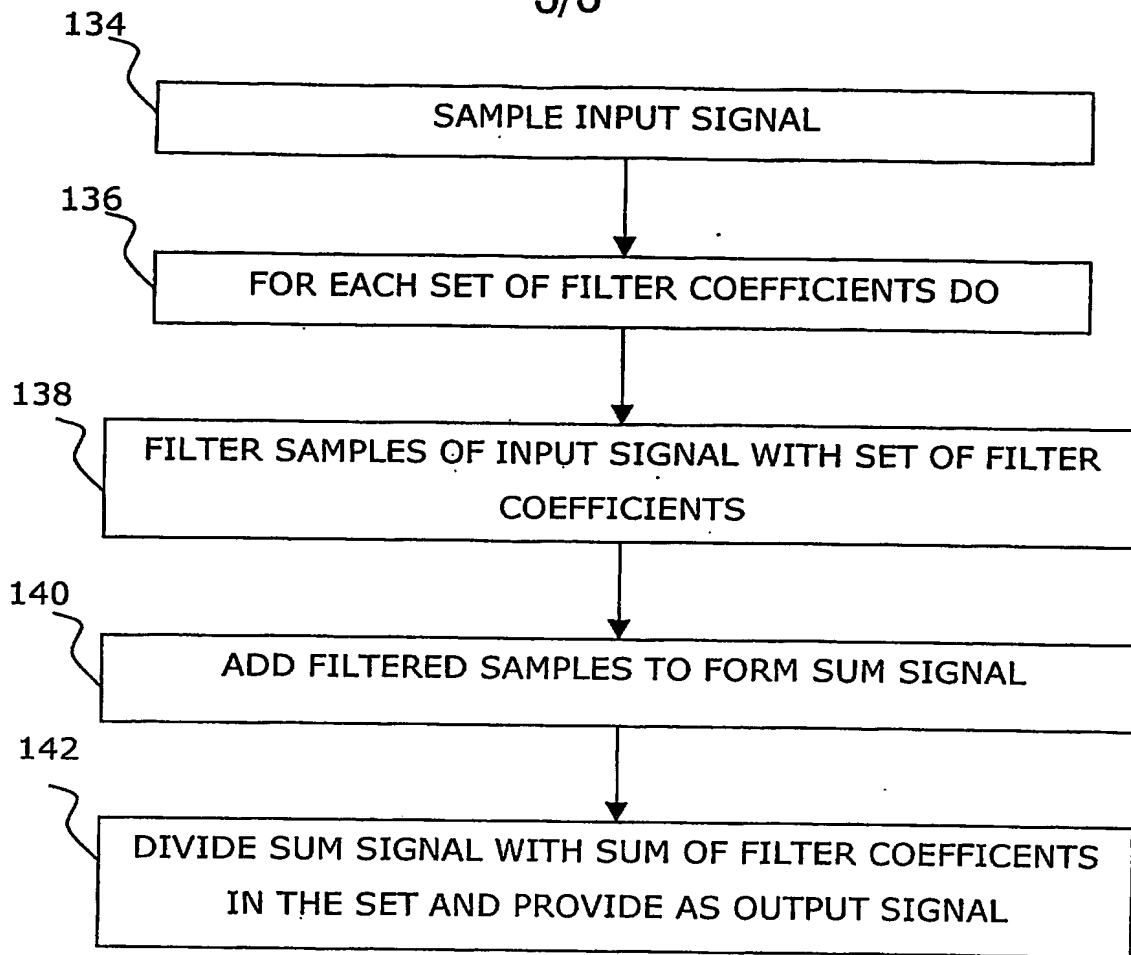 134
SAMPLE INPUT SIGNAL
136
FOR EACH SET OF FILTER COEFFICIENTS DO
138
FILTER SAMPLES OF INPUT SIGNAL WITH SET OF FILTER
COEFFICIENTS
140
ADD FILTERED SAMPLES TO FORM SUM SIGNAL
142
DIVIDE SUM SIGNAL WITH SUM OF FILTER COEFFICENTS
IN THE SET AND PROVIDE AS OUTPUT SIGNAL